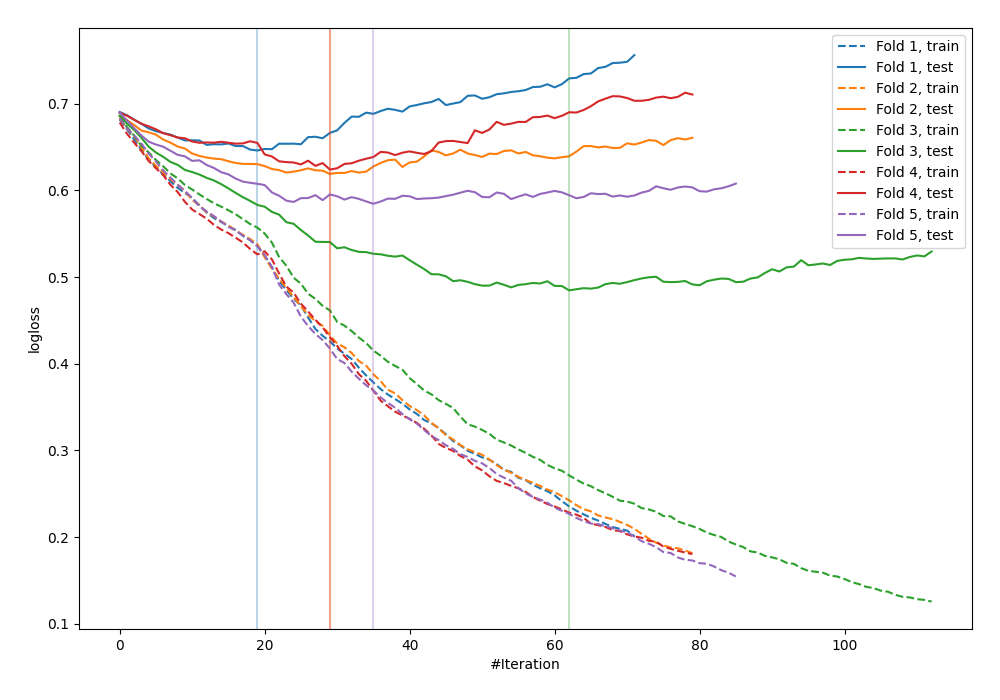 0.7
0.6
0.5
0.4
0.3
0.2
0.1
logloss
0
20
40
60
80
100
#Iteration
Fold 1, train
Fold 1, test
Fold 2, train
Fold 2, test
Fold 3, train
Fold 3, test
Fold 4, train
Fold 4, test
Fold 5, train
Fold 5, test